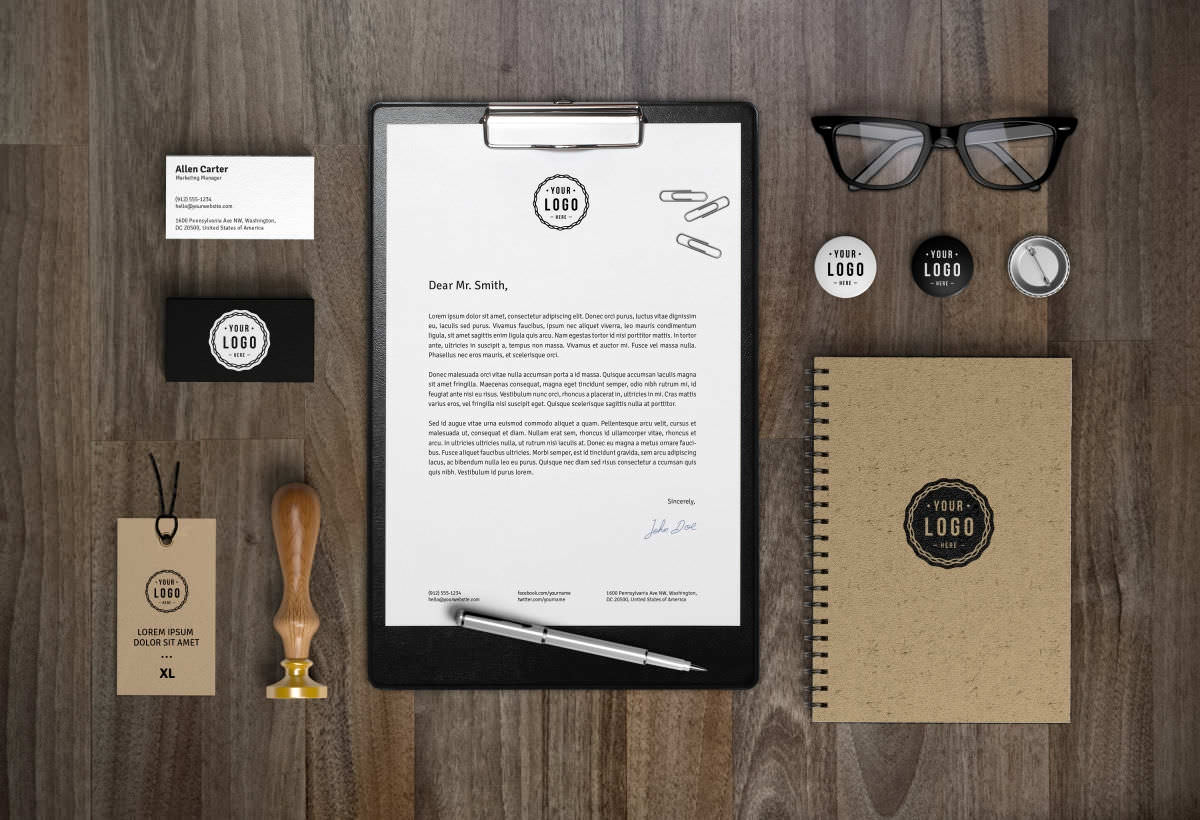 Allen Carter
Marketing Manager
(912) 555-1234
hello@yourwebsite.com
1600 Pennsylvania Ave NW, Washington,
DC 20500, United States of America
YOUR
LOGO
HERE
YOUR
LOGO
HERE
LOREM IPSUM
DOLOR SIT AMET
XL
YOUR
LOGO
HERE
Dear Mr. Smith,
Lorem ipsum dolor sit amet, consectetur adipiscing elit. Donec purus, luctus vitae dignissim
eu, iaculis sed purus. Vivamus faucibus, ipsum nec aliquet viverra, leo mauris condimentum
ligula, sit amet sagittis enim ligula quis arcu. Nam egestas tortor id nisi porttitor mattis. In tortor
ante, ultricies in suscipit a, tempus non massa. Vivamus et auctor mi. Fusce vel massa nulla.
Phasellus nec eros mauris, et scelerisque orci.
Donec malesuada orci vitae nulla accumsan porta a id massa. Quisque accumsan iaculis magna
sit amet fringilla. Maecenas consequat, magna eget tincidunt semper, odio nibh rutrum mi, id
feugiat ante nisi eu risus. Vestibulum nunc orci, rhoncus a placerat in, ultricies in mi. Cras mattis
varius eros, vel fringilla nisi suscipit eget. Quisque scelerisque sagittis nulla at porttitor.
Sed id augue vitae urna euismod commodo aliquet a quam. Pellentesque arcu velit, cursus et
malesuada ut, consequat et diam. Nullam erat sem, rhoncus id ullamcorper vitae, rhoncus et
arcu. In ultricies ultricies nulla, ut rutrum nisi iaculis at. Donec eu magna a metus ornare fauci-
bus. Fusce aliquet faucibus ultricies. Morbi semper, est id tincidunt gravida, sem arcu adipiscing
lacus, ac bibendum nulla leo eu purus. Quisque nec diam sed risus consectetur a ccumsan quis
quis nibh. Vestibulum id purus lorem.
Sincerely,
John Doe
(912) 555-1234
hello@yourwebsite.com
facebook.com/yourname
twitter.com/yourname
1600 Pennsylvania Ave NW, Washington,
DC 20500, United States of America
YOUR
LOGO
HERE
YOUR
LOGO
HERE
YOUR
LOGO
HERE